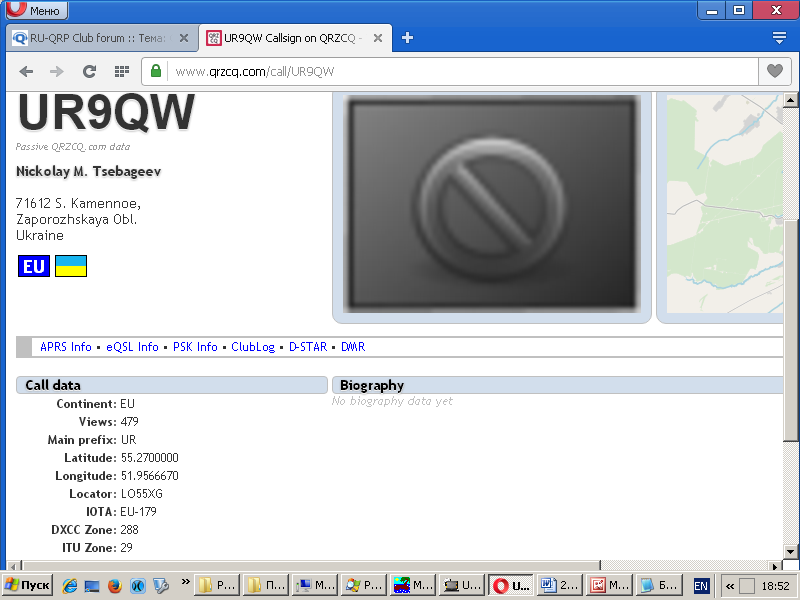 Меню
RU-QRP Club forum :: Тема:
UR9QW Callsign on QRZCQ -
www.qrzcq.com/call/UR9QW
UR9QW
Passive QRZCQ.com data
Nickolay M. Tsebageev
71612 S. Kamennoe,
Zaporozhskaya Obl.
Ukraine
EU
APRS Info • eQSL Info • PSK Info • ClubLog • D-STAR • DMR
Call data
Biography
Continent: EU
No biography data yet
Views: 479
Main prefix: UR
Latitude: 55.2700000
Longitude: 51.9566670
Locator: LO55XG
IOTA: EU-179
DXCC Zone: 288
ITU Zone: 29
Пуск » Р... П... M... P... M... U... U... 2... M... Б... EN « 18:52